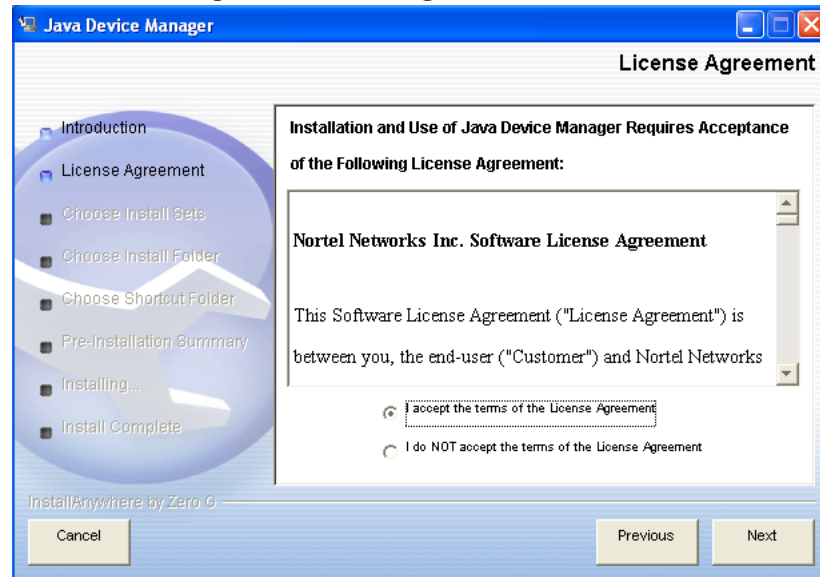 Java Device Manager
License Agreement
Introduction
License Agreement
Choose Install Sets
Choose Install Folder
Choose Shortcut Folder
Pre-Installation Summary
Installing...
Install Complete
Installation and Use of Java Device Manager Requires Acceptance
of the Following License Agreement:
Nortel Networks Inc. Software License Agreement
This Software License Agreement ("License Agreement") is
between you, the end-user ("Customer") and Nortel Networks
I accept the terms of the License Agreement
I do NOT accept the terms of the License Agreement
InstallAnywhere by Zero G
Cancel
Previous
Next